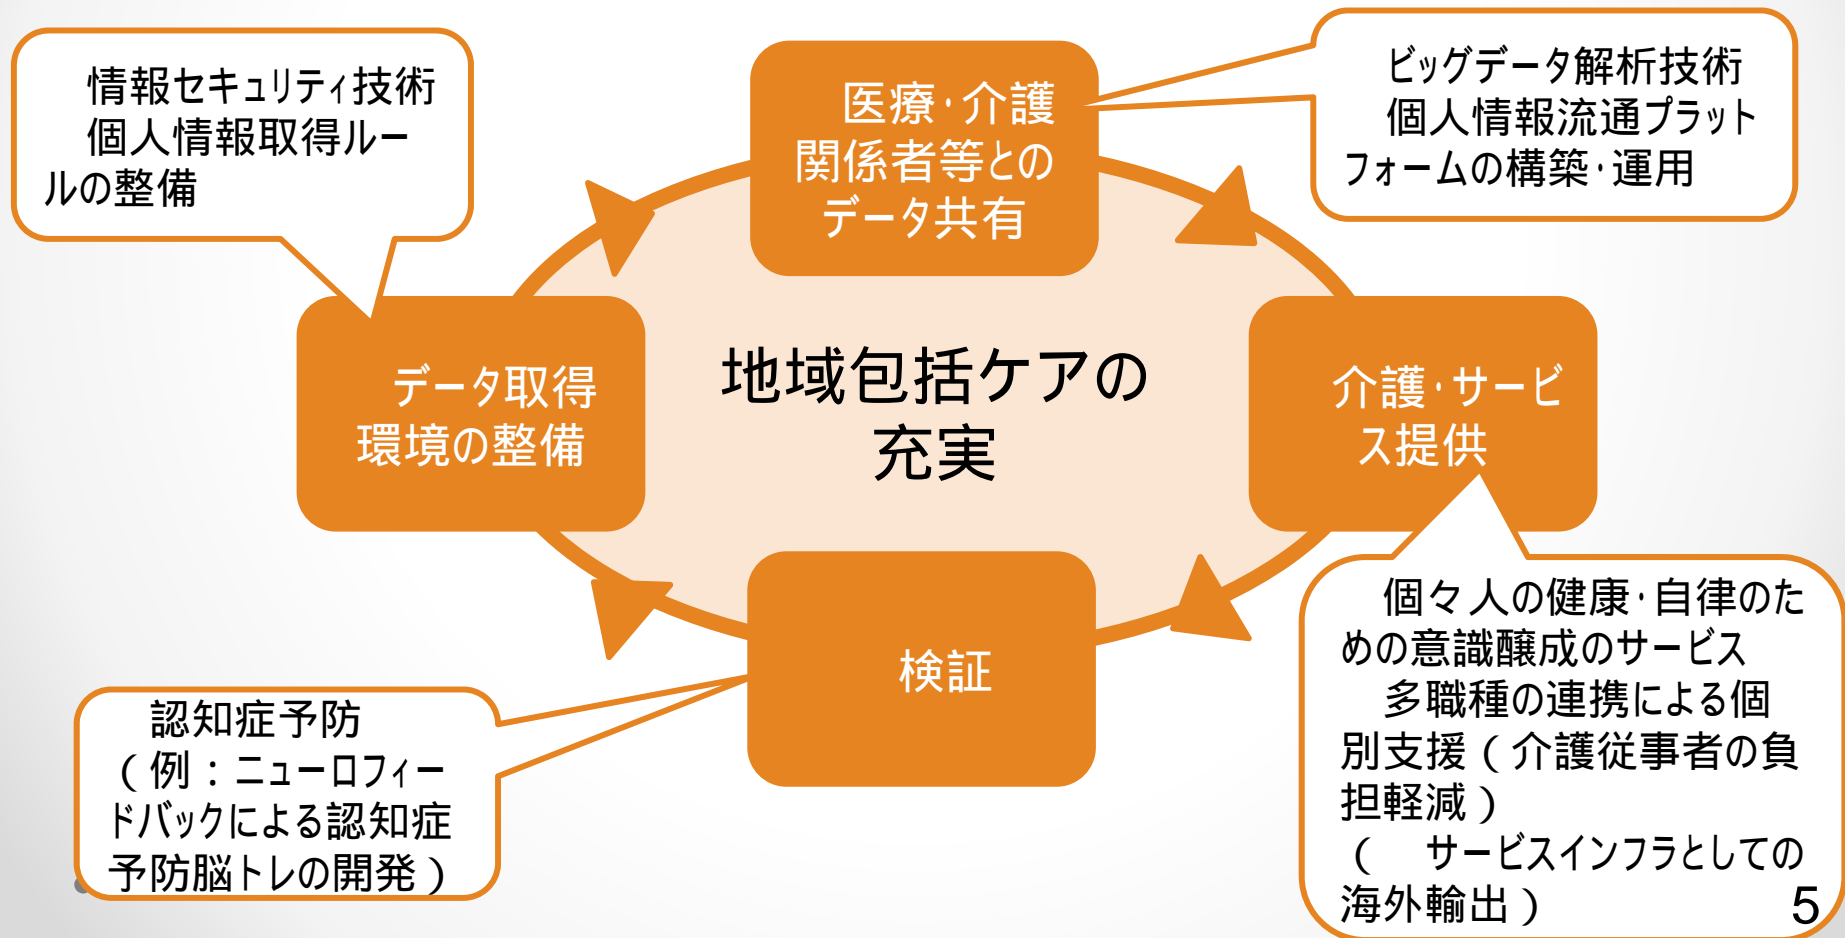 情報セキュリティ技術
個人情報取得ルー
ルの整備
医療・介護
関係者等との
データ共有
ビッグデータ解析技術
個人情報流通プラット
フォームの構築・運用
データ取得
環境の整備
地域包括ケアの
充実
介護・サービ
ス提供
検証
認知症予防
(例:ニューロフィー
ドバックによる認知症
予防脳トレの開発)
個々人の健康・自律のた
めの意識醸成のサービス
多職種の連携による個
別支援(介護従事者の負
担軽減)
( サービスインフラとしての
海外輸出)
5